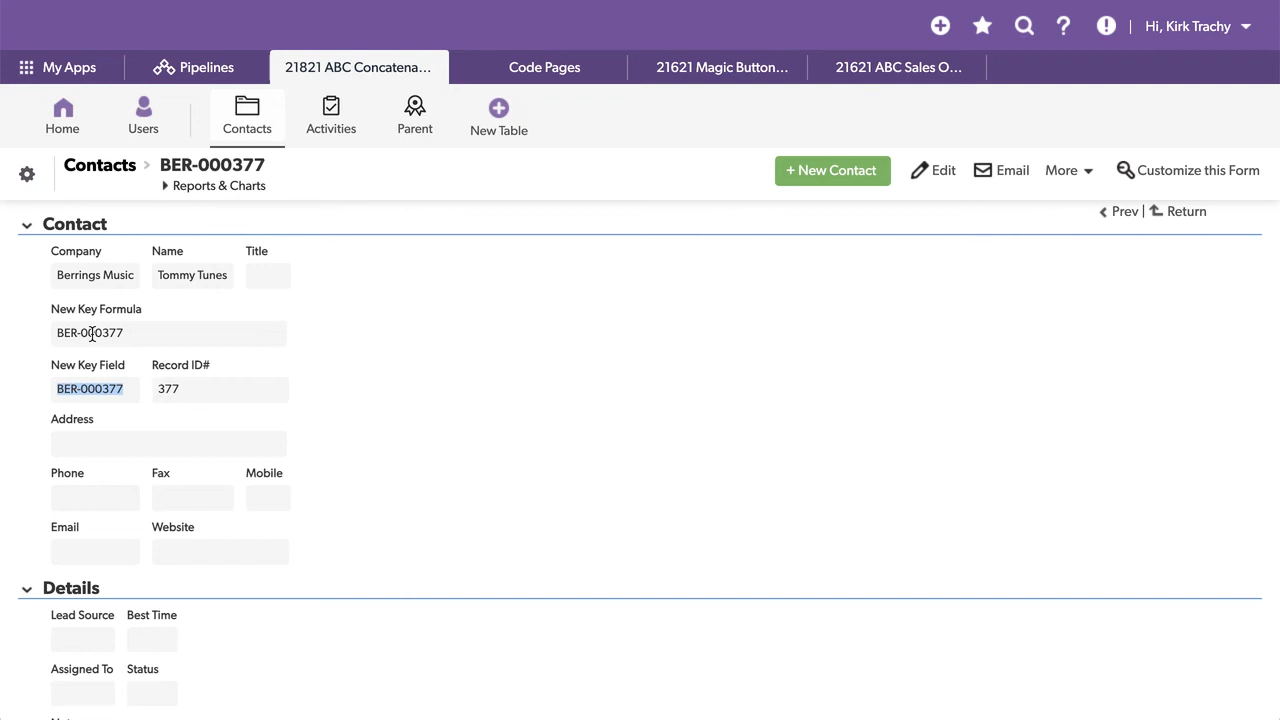 Hi, Kirk Trachy
My Apps
Pipelines
21821 ABC Concatena...
Code Pages
21621 Magic Button...
21621 ABC Sales O...
Home
Users
Contacts
Activities
Parent
New Table
Contacts > BER-000377
Reports & Charts
+ New Contact
Edit
Email
More
Customize this Form
Prev | Return
Contact
Company Name Title
Berrings Music Tommy Tunes
New Key Formula
BER-000377
New Key Field Record ID#
BER-000377 377
Address
Phone Fax Mobile
Email Website
Details
Lead Source Best Time
Assigned To Status